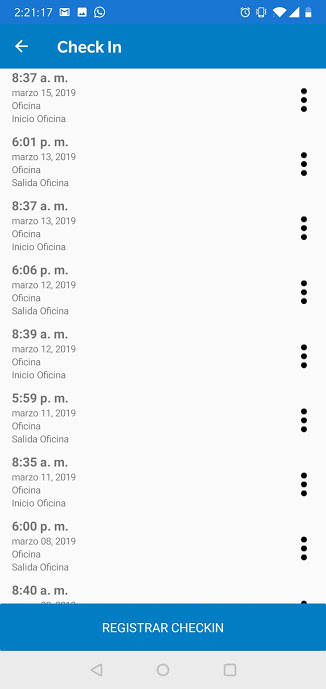 2:21:17
Check In
8:37 a. m.
marzo 15, 2019
Oficina
Inicio Oficina
6:01 p. m.
marzo 13, 2019
Oficina
Salida Oficina
8:37 a. m.
marzo 13, 2019
Oficina
Inicio Oficina
6:06 p. m.
marzo 12, 2019
Oficina
Salida Oficina
8:39 a. m.
marzo 12, 2019
Oficina
Inicio Oficina
5:59 p. m.
marzo 11, 2019
Oficina
Salida Oficina
8:35 a. m.
marzo 11, 2019
Oficina
Inicio Oficina
6:00 p. m.
marzo 08, 2019
Oficina
Salida Oficina
8:40 a. m.
REGISTRAR CHECKIN